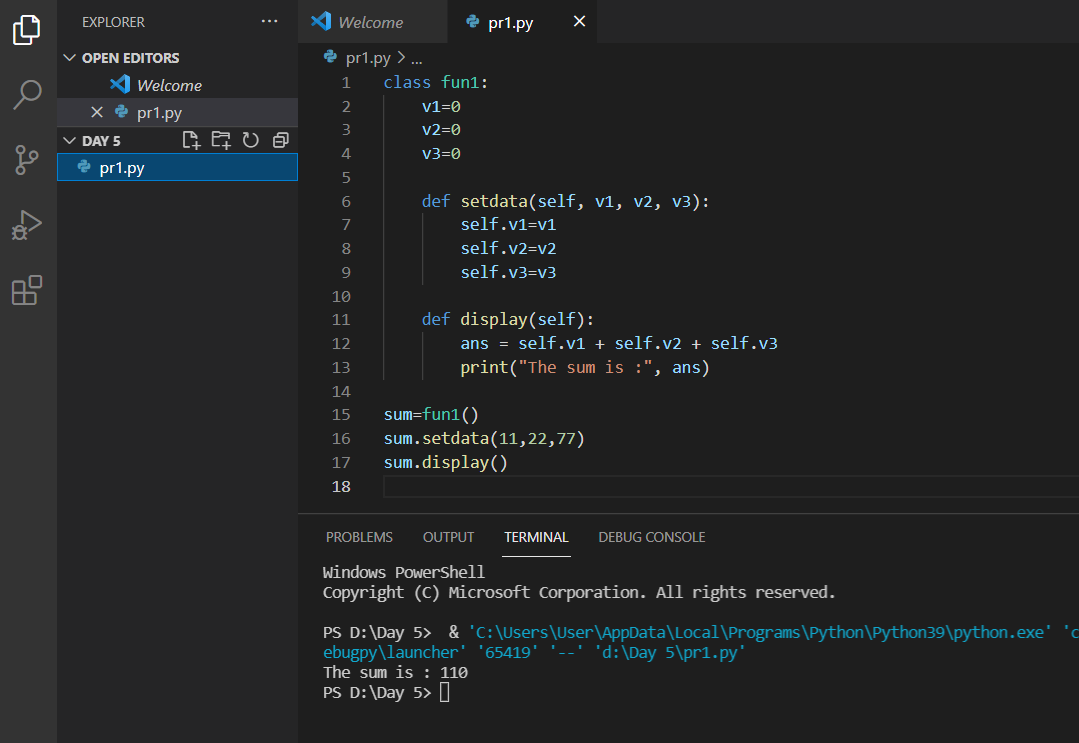 EXPLORER ...
OPEN EDITORS
Welcome
pr1.py
DAY 5
pr1.py
Welcome pr1.py
pr1.py > ...
1 class fun1:
2     v1=0
3     v2=0
4     v3=0
5
6     def setdata(self, v1, v2, v3):
7         self.v1=v1
8         self.v2=v2
9         self.v3=v3
10
11     def display(self):
12         ans = self.v1 + self.v2 + self.v3
13         print("The sum is :", ans)
14
15 sum=fun1()
16 sum.setdata(11,22,77)
17 sum.display()
18
PROBLEMS OUTPUT TERMINAL DEBUG CONSOLE
Windows PowerShell
Copyright (C) Microsoft Corporation. All rights reserved.
PS D:\Day 5>  & 'C:\Users\User\AppData\Local\Programs\Python\Python39\python.exe' 'c
ebugpy\launcher' '65419' '--' 'd:\Day 5\pr1.py'
The sum is : 110
PS D:\Day 5>